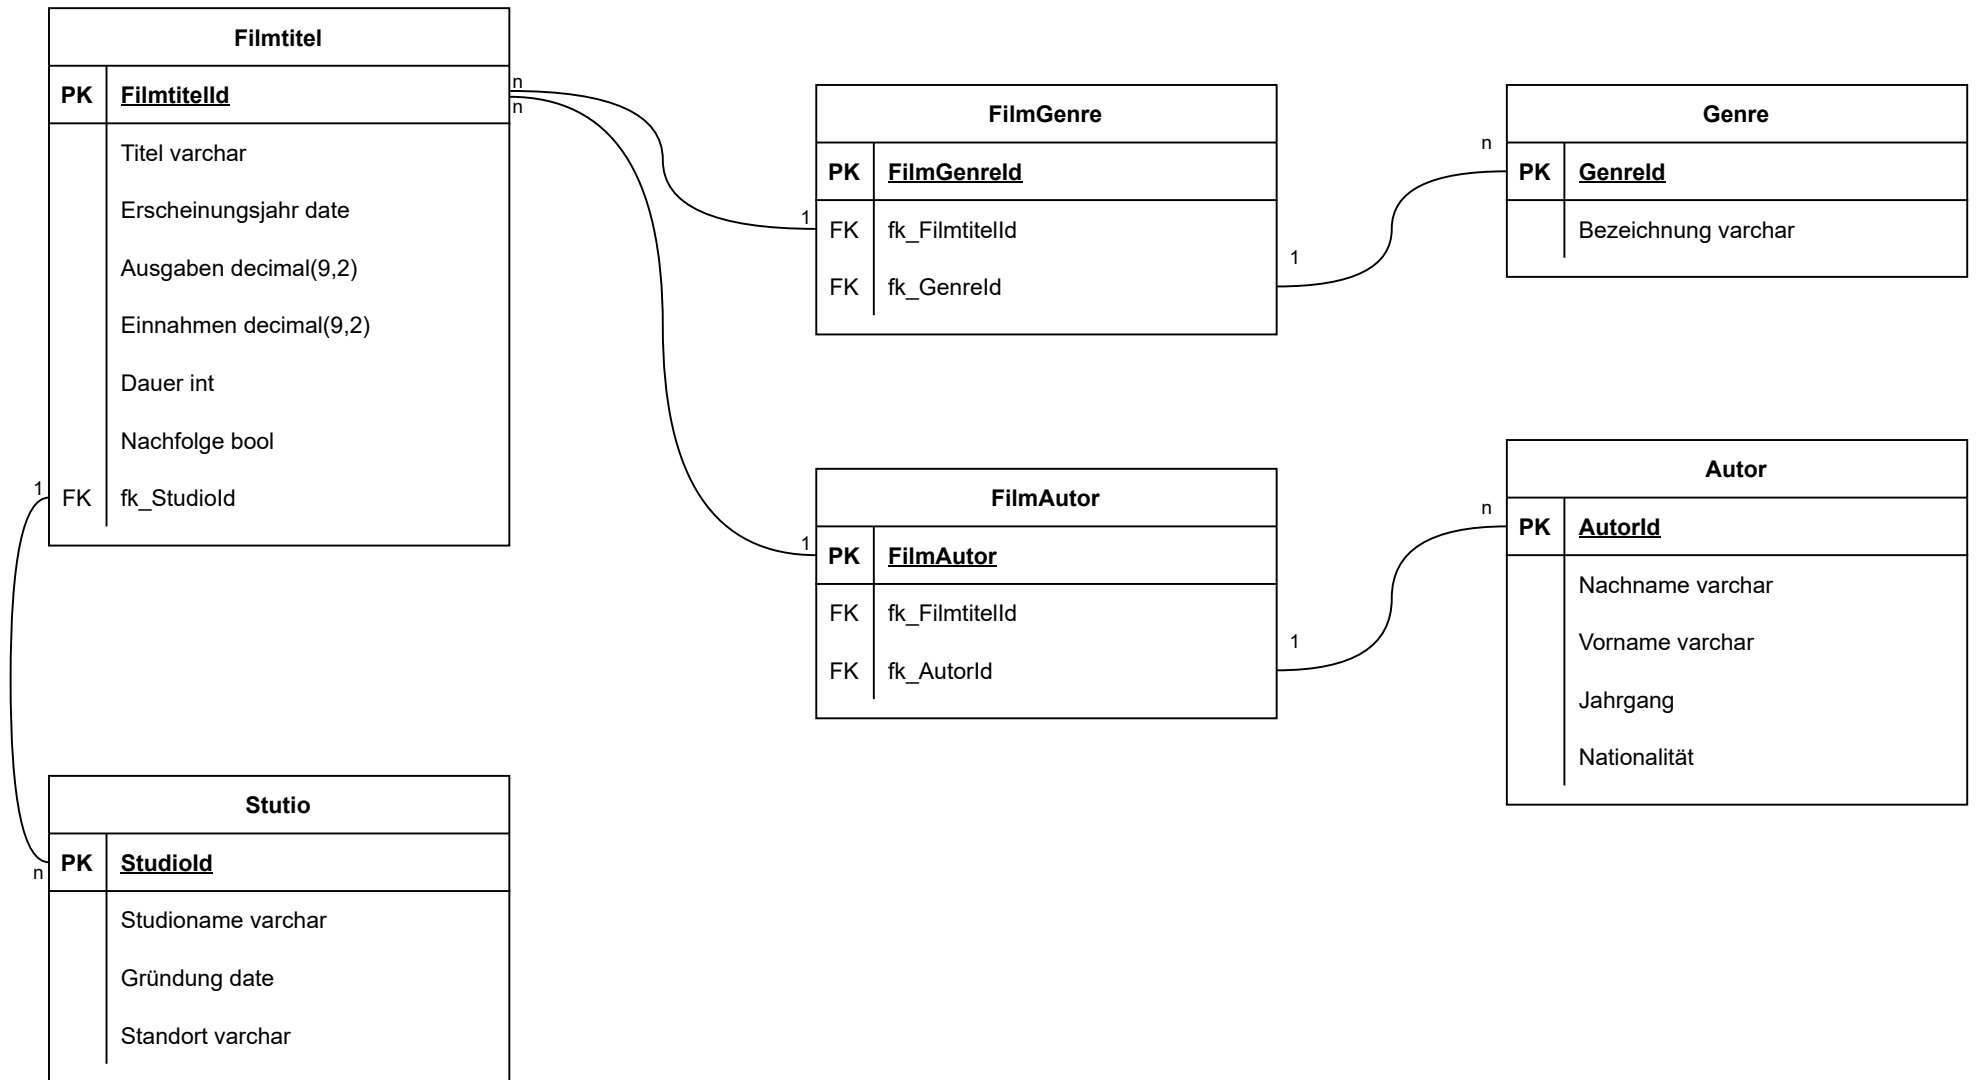 Filmtitel
PK FilmtitelId
Titel varchar
Erscheinungsjahr date
Ausgaben decimal(9,2)
Einnahmen decimal(9,2)
Dauer int
Nachfolge bool
1 FK fk_StudioId
n
n
FilmGenre
PK FilmGenreId
1 FK fk_FilmtitelId
FK fk_GenreId
1
Genre
n
PK GenreId
Bezeichnung varchar
FilmAutor
1 PK FilmAutor
FK fk_FilmtitelId
FK fk_AutorId
1
Autor
n
PK AutorId
Nachname varchar
Vorname varchar
Jahrgang
Nationalität
Stutio
PK StudioId
n
Studioname varchar
Gründung date
Standort varchar